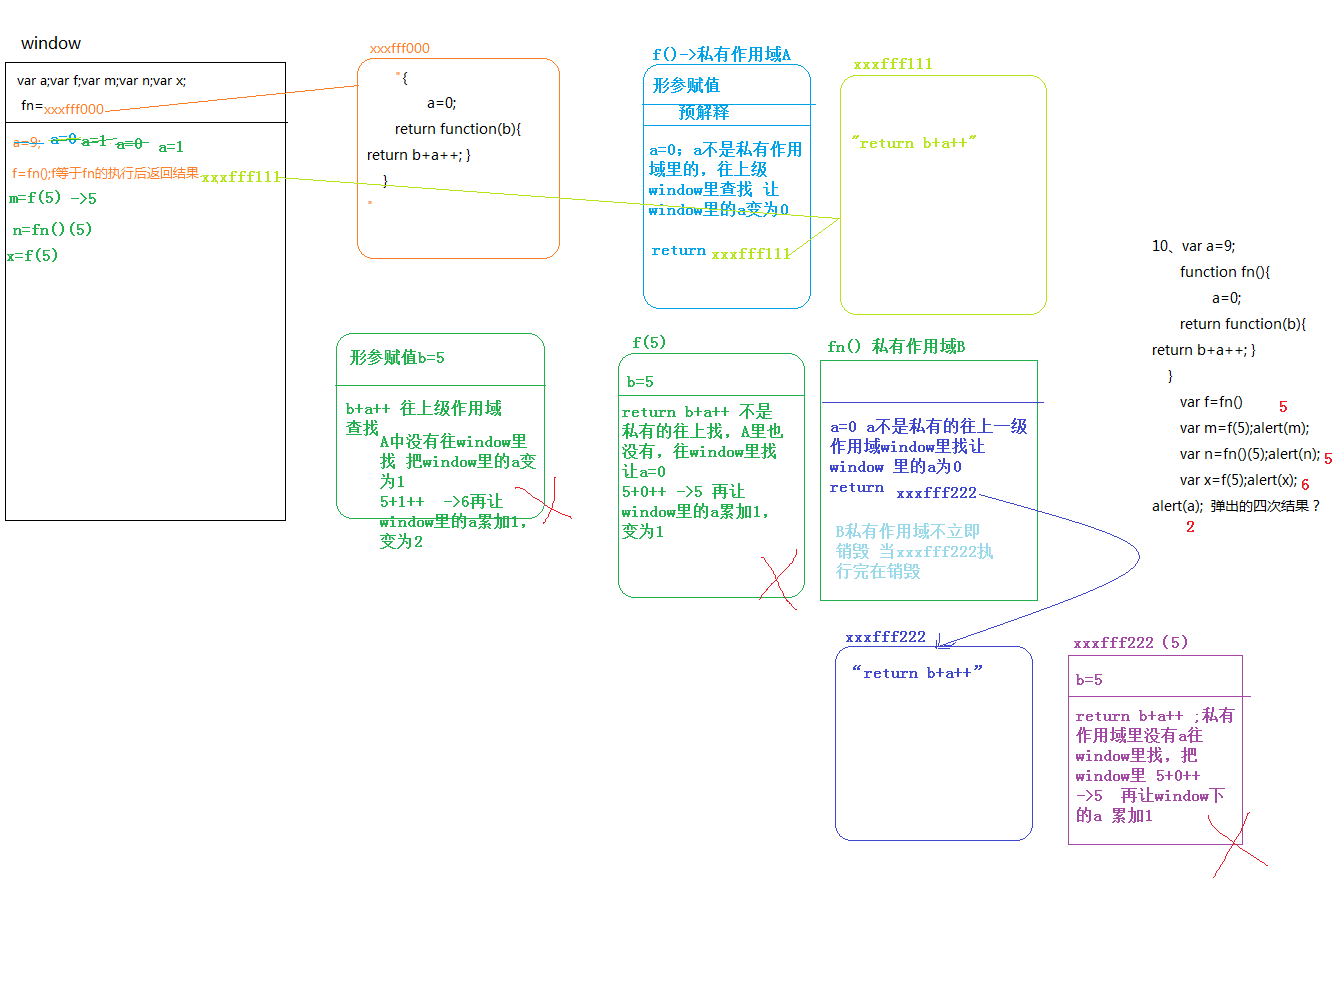 window
var a;var f;var m;var n;var x;
fn=xxxfff000
a=9; a=0 a=1 a=0 a=1
f=fn();f等于fn的执行后返回结果xxxfff111
m=f(5) ->5
n=fn()(5)
x=f(5)
xxxfff000
"{
a=0;
return function(b){
return b+a++; }
}
"
f()->私有作用域A
形参赋值
预解释
a=0；a不是私有作用
域里的，往上级
window里查找 让
window里的a变为0
return xxxfff111
xxxfff111
"return b+a++"
形参赋值b=5
b+a++ 往上级作用域
查找
A中没有往window里
找 把window里的a变
为1
5+1++ ->6再让
window里的a累加1，
变为2
f(5)
b=5
return b+a++ 不是
私有的往上找，A里也
没有，往window里找
让a=0
5+0++ ->5 再让
window里的a累加1，
变为1
fn() 私有作用域B
a=0 a不是私有的往上一级
作用域window里找让
window 里的a为0
return xxxfff222
B私有作用域不立即
销毁 当xxxfff222执
行完在销毁
xxxfff222
“return b+a++”
xxxfff222（5）
b=5
return b+a++ ;私有
作用域里没有a往
window里找，把
window里 5+0++
->5 再让window下
的a 累加1
10、var a=9;
function fn(){
a=0;
return function(b){
return b+a++; }
}
var f=fn()
5
var m=f(5);alert(m);
var n=fn()(5);alert(n); 5
var x=f(5);alert(x); 6
alert(a); 弹出的四次结果？
2